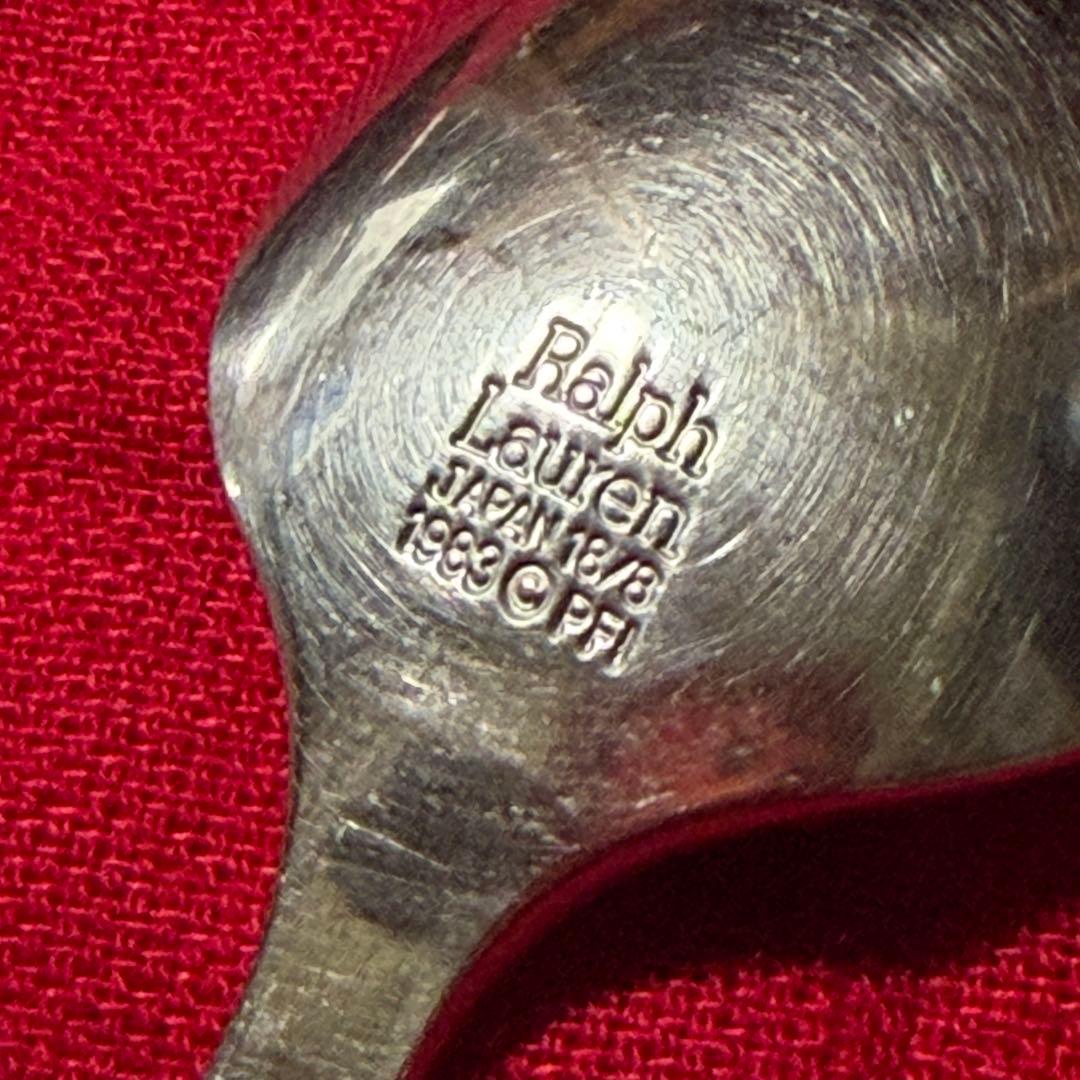 Ralph
Lauren
JAPAN 18/8
1983 © PFI